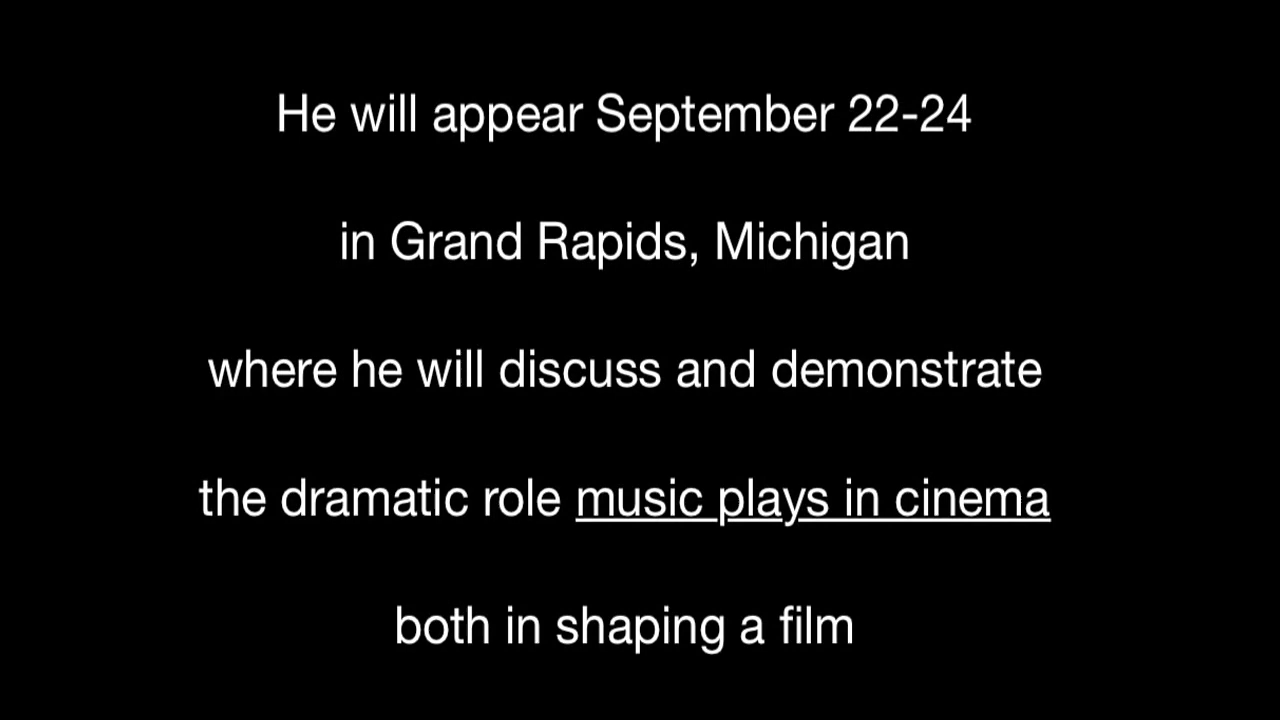 He will appear September 22-24
in Grand Rapids, Michigan
where he will discuss and demonstrate
the dramatic role music plays in cinema
both in shaping a film